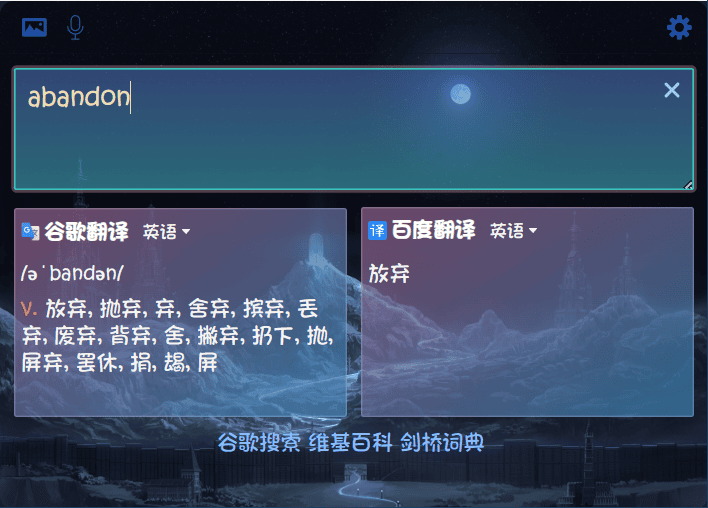 abandon
谷歌翻译 英语
/əˈbandən/
v. 放弃, 抛弃, 弃, 舍弃, 摈弃, 丢
弃, 废弃, 背弃, 舍, 撇弃, 扔下, 抛,
屏弃, 罢休, 捐, 朅, 屏
百度翻译 英语
放弃
谷歌搜索 维基百科 剑桥词典